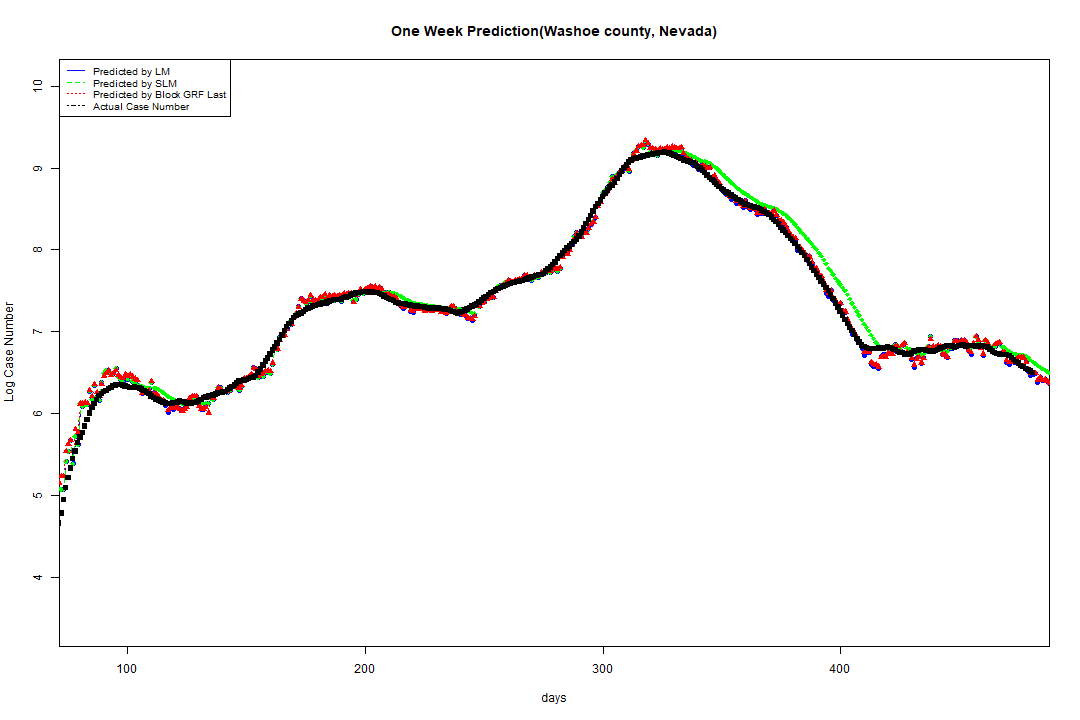 One Week Prediction(Washoe county, Nevada)
Predicted by LM
Predicted by SLM
Predicted by Block GRF Last
Actual Case Number
10
9
8
7
6
5
4
Log Case Number
100 200 300 400
days